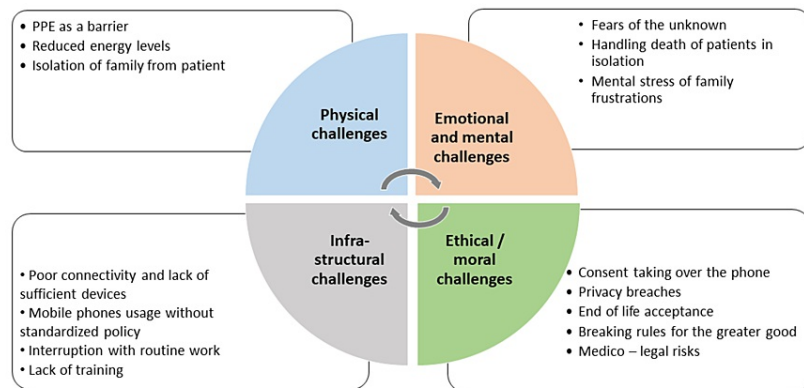 • PPE as a barrier
• Reduced energy levels
• Isolation of family from patient
• Fears of the unknown
• Handling death of patients in
isolation
• Mental stress of family
frustrations
Physical
challenges
Emotional
and mental
challenges
Infra-
structural
challenges
Ethical /
moral
challenges
• Poor connectivity and lack of
sufficient devices
• Mobile phones usage without
standardized policy
• Interruption with routine work
• Lack of training
• Consent taking over the phone
• Privacy breaches
• End of life acceptance
• Breaking rules for the greater good
• Medico – legal risks